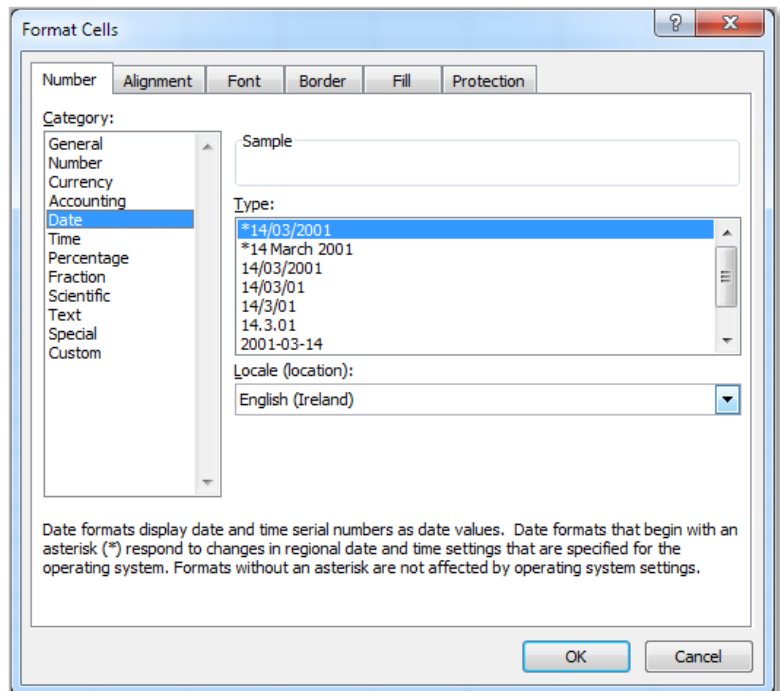 Format Cells
?
X
Number Alignment Font Border Fill Protection
Category:
General
Number
Currency
Accounting
Date
Time
Percentage
Fraction
Scientific
Text
Special
Custom
Sample
Type:
*14/03/2001
*14 March 2001
14/03/2001
14/03/01
14/3/01
14.3.01
2001-03-14
Locale (location):
English (Ireland)
Date formats display date and time serial numbers as date values. Date formats that begin with an
asterisk (*) respond to changes in regional date and time settings that are specified for the
operating system. Formats without an asterisk are not affected by operating system settings.
OK Cancel